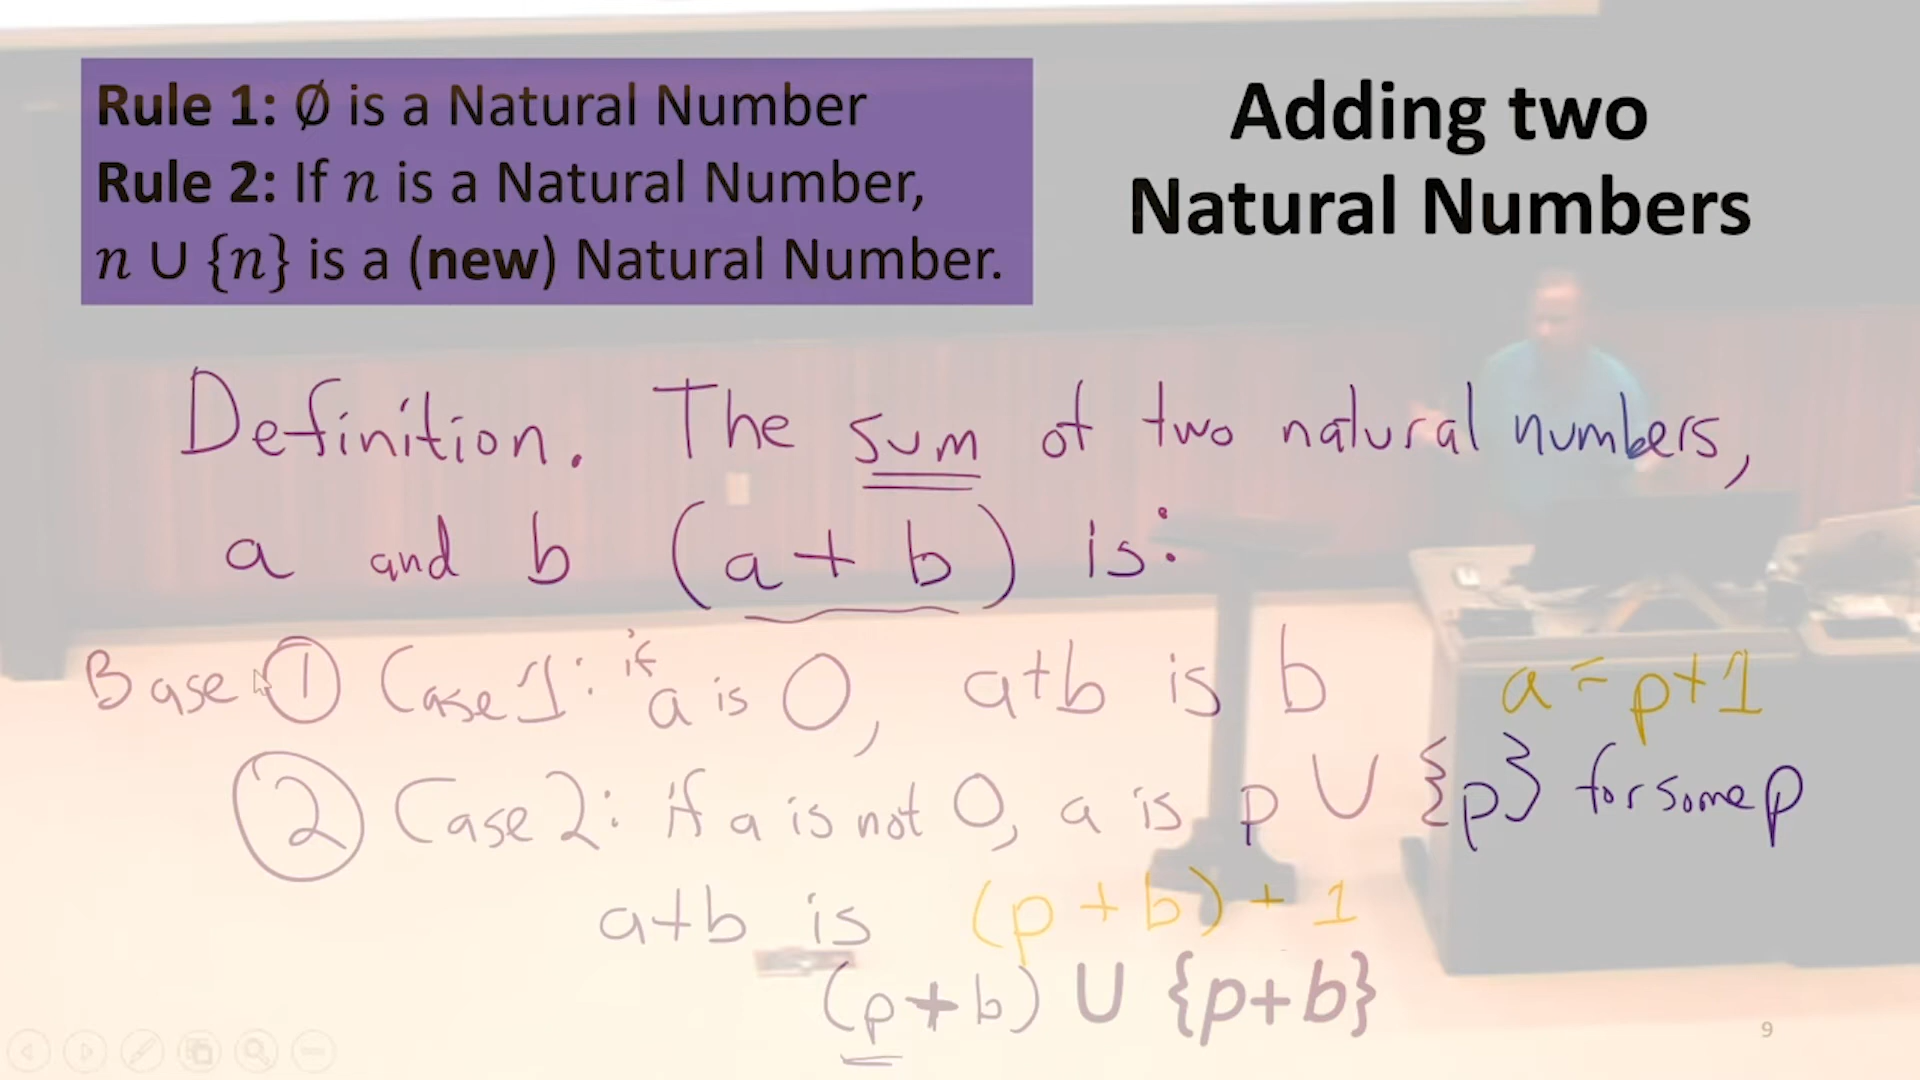 Rule 1: Ø is a Natural Number
Rule 2: If n is a Natural Number,
n ∪ {n} is a (new) Natural Number.
Adding two
Natural Numbers
Definition. The sum of two natural numbers,
a and b (a + b) is:
Base ① Case 1: if a is 0, a+b is b
a = p+1
② Case 2: if a is not 0, a is p ∪ {p} for some p
a+b is (p + b) + 1
(p + b) ∪ {p+b}
9